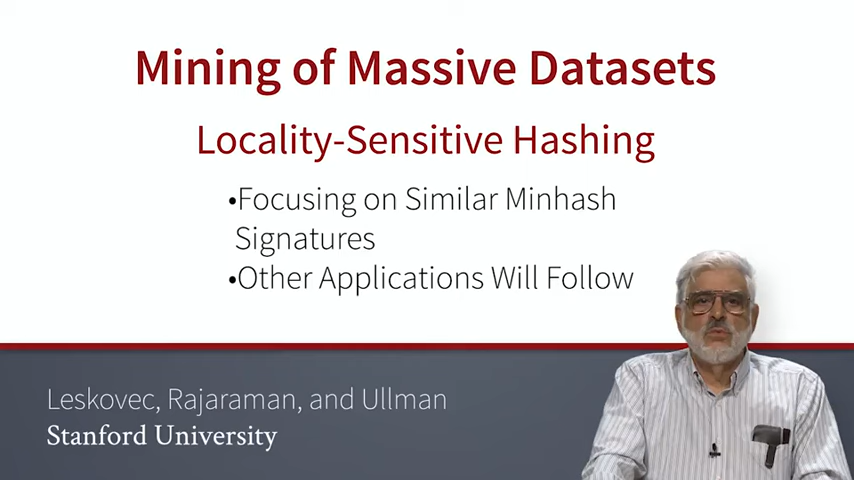 Mining of Massive Datasets
Locality-Sensitive Hashing
•Focusing on Similar Minhash
Signatures
•Other Applications Will Follow
Leskovec, Rajaraman, and Ullman
Stanford University